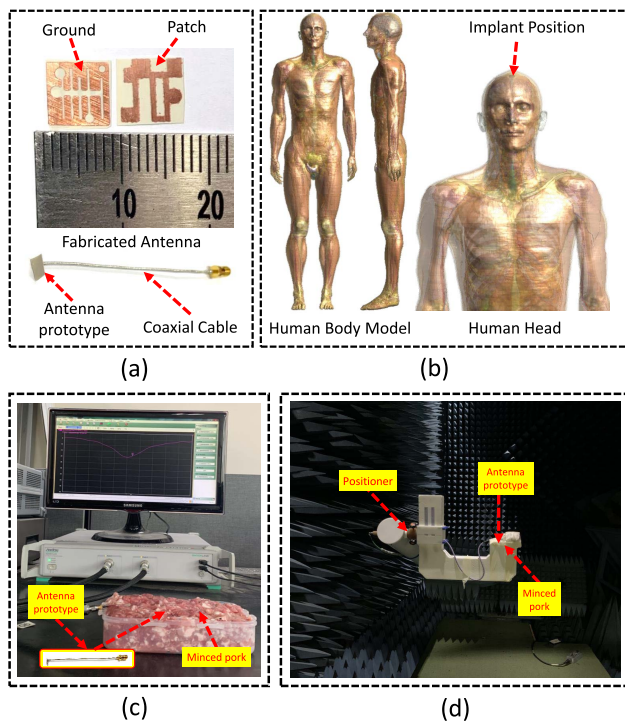 Ground
Patch
10
20
Fabricated Antenna
Antenna
prototype
Coaxial Cable
(a)
Implant Position
Human Body Model
Human Head
(b)
SAMSUNG
Antenna
prototype
Minced pork
(c)
Positioner
Antenna
prototype
Minced
pork
(d)